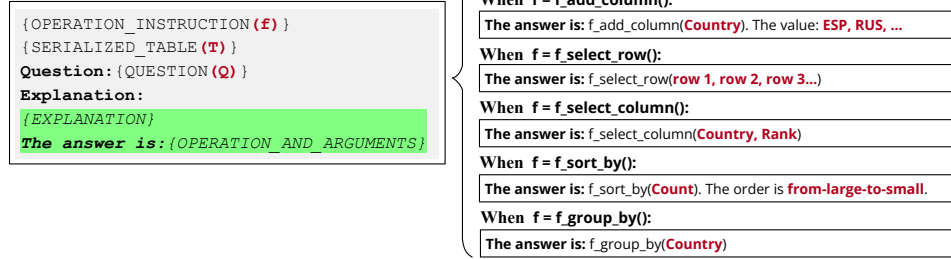 {OPERATION_INSTRUCTION(f)}
{SERIALIZED_TABLE(T)}
Question:{QUESTION(Q)}
Explanation:
{EXPLANATION}
The answer is:{OPERATION_AND_ARGUMENTS}
When f = f_add_column():
The answer is: f_add_column(Country). The value: ESP, RUS, ...
When f = f_select_row():
The answer is: f_select_row(row 1, row 2, row 3...)
When f = f_select_column():
The answer is: f_select_column(Country, Rank)
When f = f_sort_by():
The answer is: f_sort_by(Count). The order is from-large-to-small.
When f = f_group_by():
The answer is: f_group_by(Country)